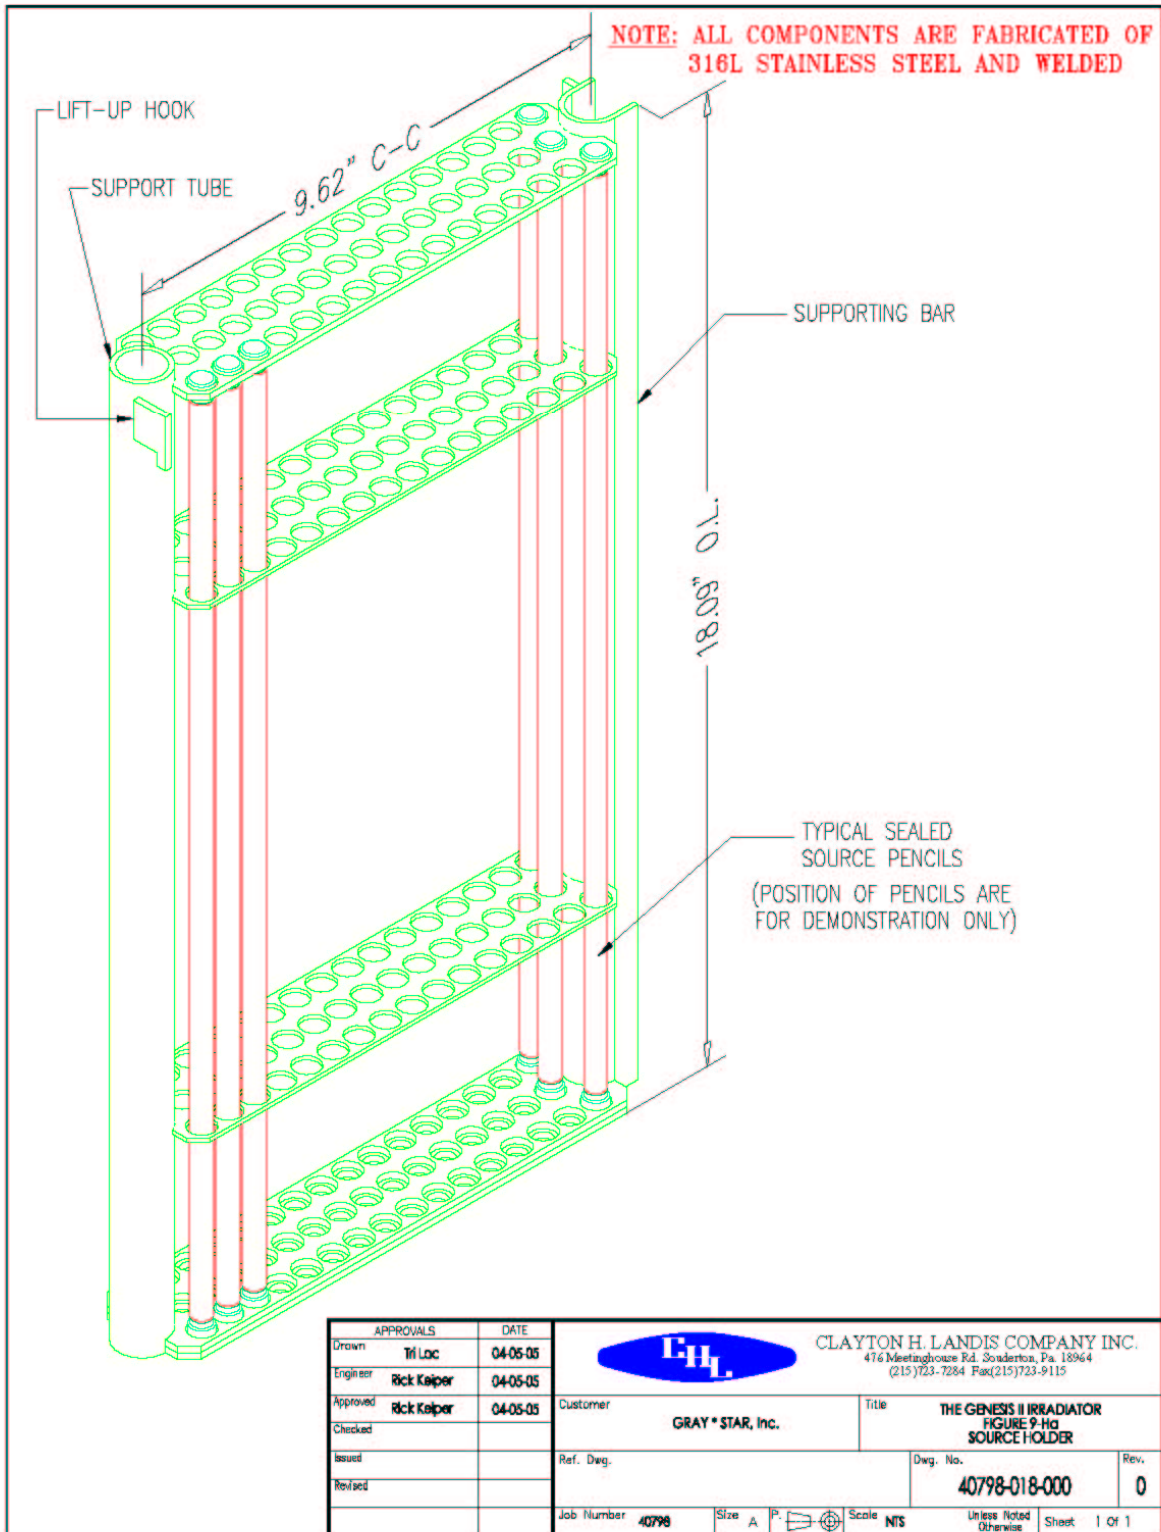 NOTE: ALL COMPONENTS ARE FABRICATED OF
316L STAINLESS STEEL AND WELDED
LIFT-UP HOOK
SUPPORT TUBE
9.62" C-C
SUPPORTING BAR
18.09" O.L.
TYPICAL SEALED
SOURCE PENCILS
(POSITION OF PENCILS ARE
FOR DEMONSTRATION ONLY)
APPROVALS DATE
Drawn Tri Loc 04-05-05
Engineer Rick Keiper 04-05-05
Approved Rick Keiper 04-05-05
Checked
Issued
Revised
CHL
CLAYTON H. LANDIS COMPANY INC.
476 Meetinghouse Rd. Souderton, Pa. 18964
(215)723-7284 Fax(215)723-9115
Customer
GRAY*STAR, Inc.
Title
THE GENESIS II IRRADIATOR
FIGURE 9-Ha
SOURCE HOLDER
Ref. Dwg.
Dwg. No.
40798-018-000
Rev.
0
Job Number 40798
Size A
P.
Scale NTS
Unless Noted
Otherwise
Sheet 1 Of 1